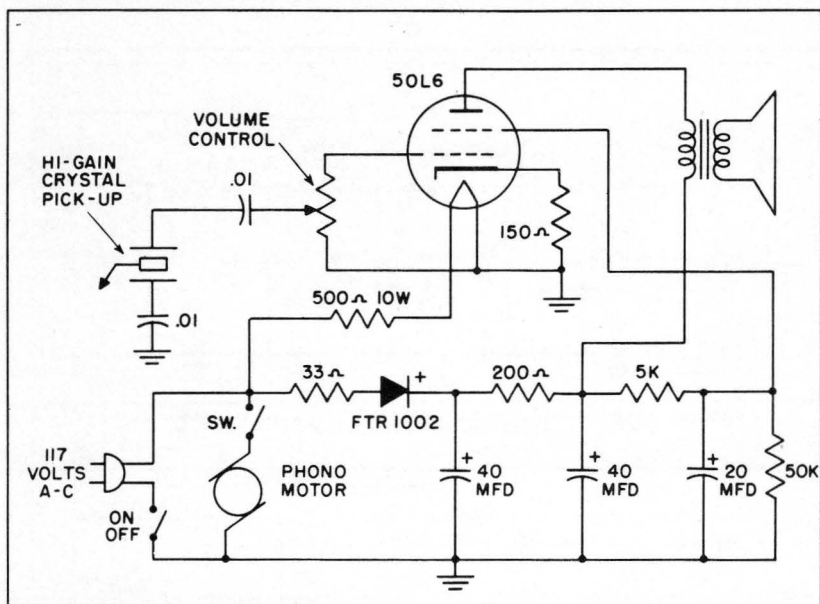 50L6
VOLUME
CONTROL
HI-GAIN
CRYSTAL
PICK-UP
.01
150Ω
500Ω 10W
.01
33Ω
+
200Ω
5K
SW.
FTR 1002
117
VOLTS
A-C
PHONO
MOTOR
+
40
MFD
+
40
MFD
+
20
MFD
50K
ON
OFF